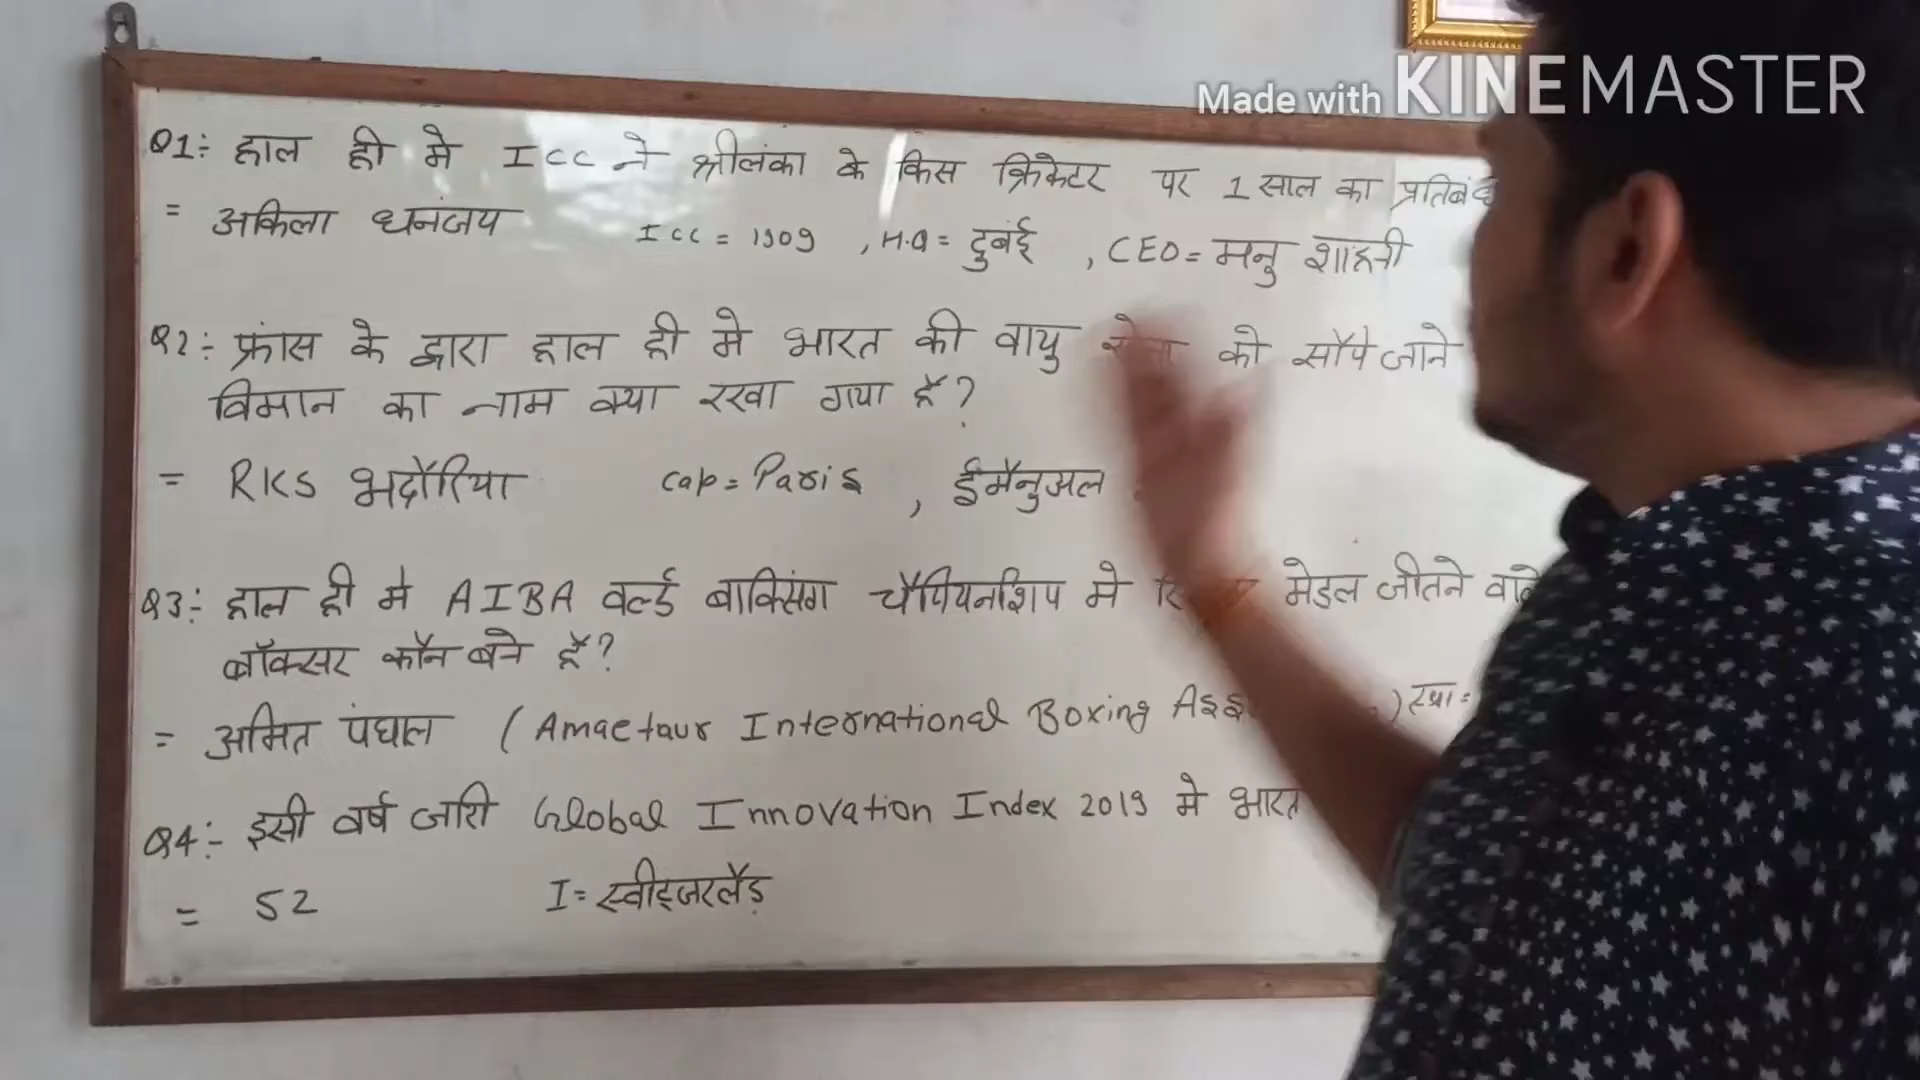 Made with KINEMASTER
Q1:- हाल ही मे ICC ने श्रीलंका के किस क्रिकेटर पर 1 साल का प्रतिबंध
= अकिला धनंजय ICC = 1909 , H.Q = दुबई , CEO = मनु शाहनी
Q2:- फ्रांस के द्वारा हाल ही मे भारत की वायु को सौंपे जाने
विमान का नाम क्या रखा गया है?
= RKS भदौरिया Cap = Paris , ईमैनुअल
Q3:- हाल ही मे AIBA वर्ल्ड बाक्सिंग चैंपियनशिप मे मेडल जीतने वाले
बॉक्सर कौन बने है?
= अमित पंघाल (Amaetaur International Boxing Ass ) स्था =
Q4:- इसी वर्ष जारी Global Innovation Index 2019 मे भारत
= 52 I = स्वीट्जरलैंड